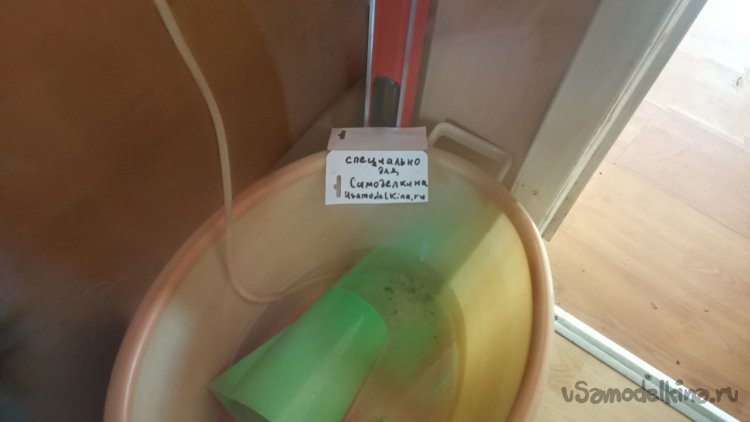 специально
для
Самоделкина
Usamodelkina.ru
uSamodelkina.ru